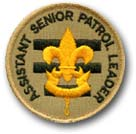 ASSISTANT SENIOR PATROL LEADER